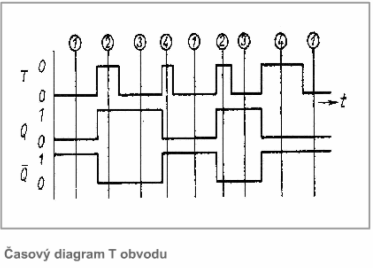 1 2 3 4 1 2 3 4 1
T 0
0
t
1
Q 0
1
Q̅ 0
Časový diagram T obvodu